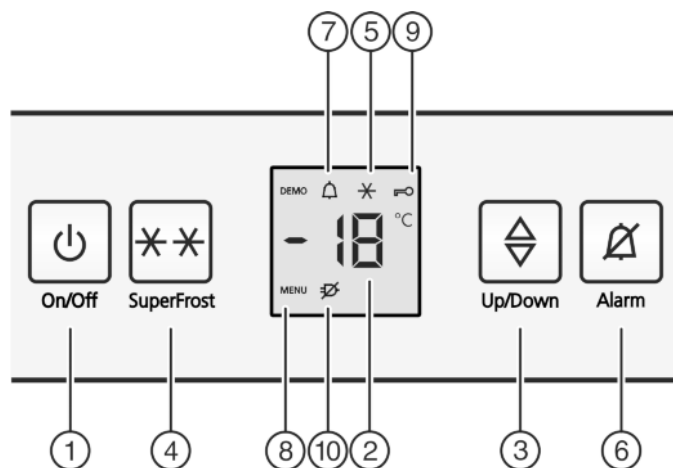 7 5 9
DEMO
-18 °C
MENU
On/Off SuperFrost Up/Down Alarm
1 4 8 10 2 3 6